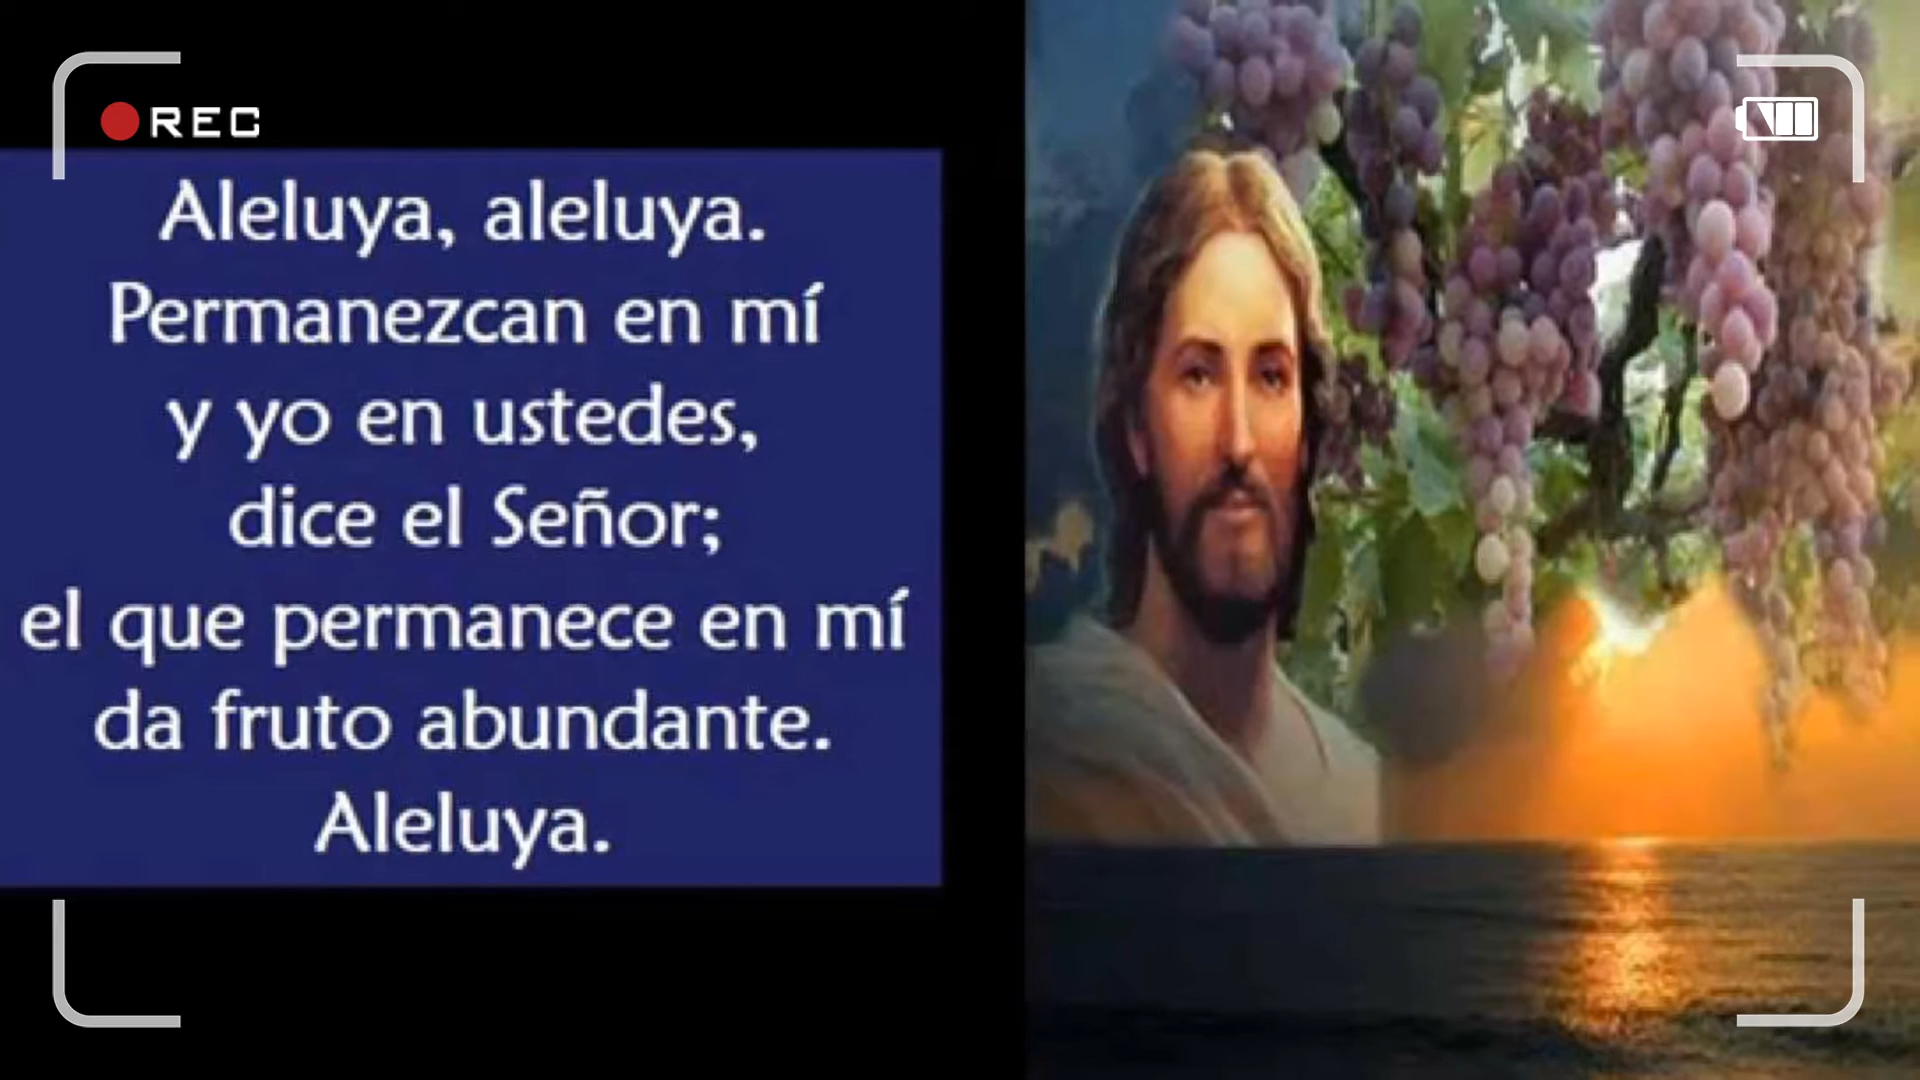 REC
Aleluya, aleluya.
Permanezcan en mí
y yo en ustedes,
dice el Señor;
el que permanece en mí
da fruto abundante.
Aleluya.